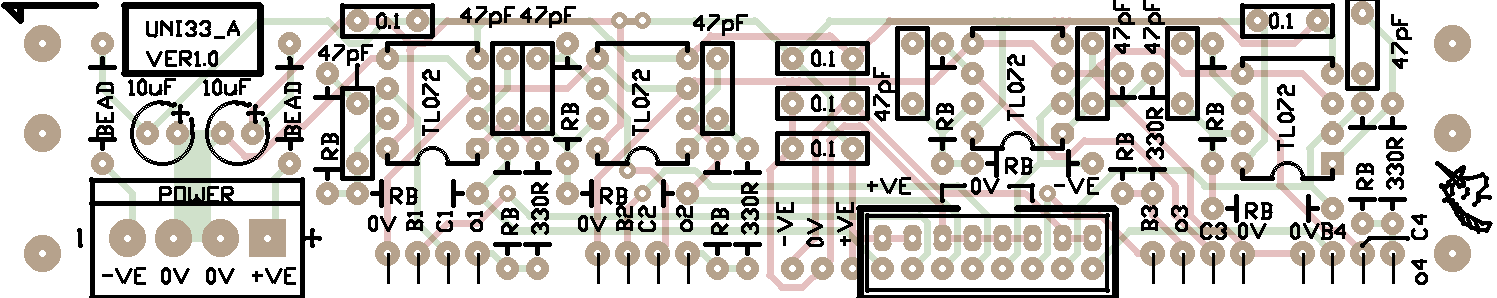 UNI33_A
VER1.0
0.1
47pF 47pF
47pF
47pF
47pF
0.1
47pF
47pF
10uF
10uF
+
+
BEAD
BEAD
47pF
TL072
TL072
RB
RB
RB
0.1
0.1
0.1
47pF
TL072
RB
RB
RB
330R
RB
TL072
POWER
1
+
-VE 0V 0V +VE
RB
0V
B1
C1
o1
RB
330R
RB
0V
B2
C2
o2
RB
330R
-VE
0V
+VE
+VE
0V
-VE
B3
o3
C3
RB
0V
0V
B4
RB
330R
C4
o4